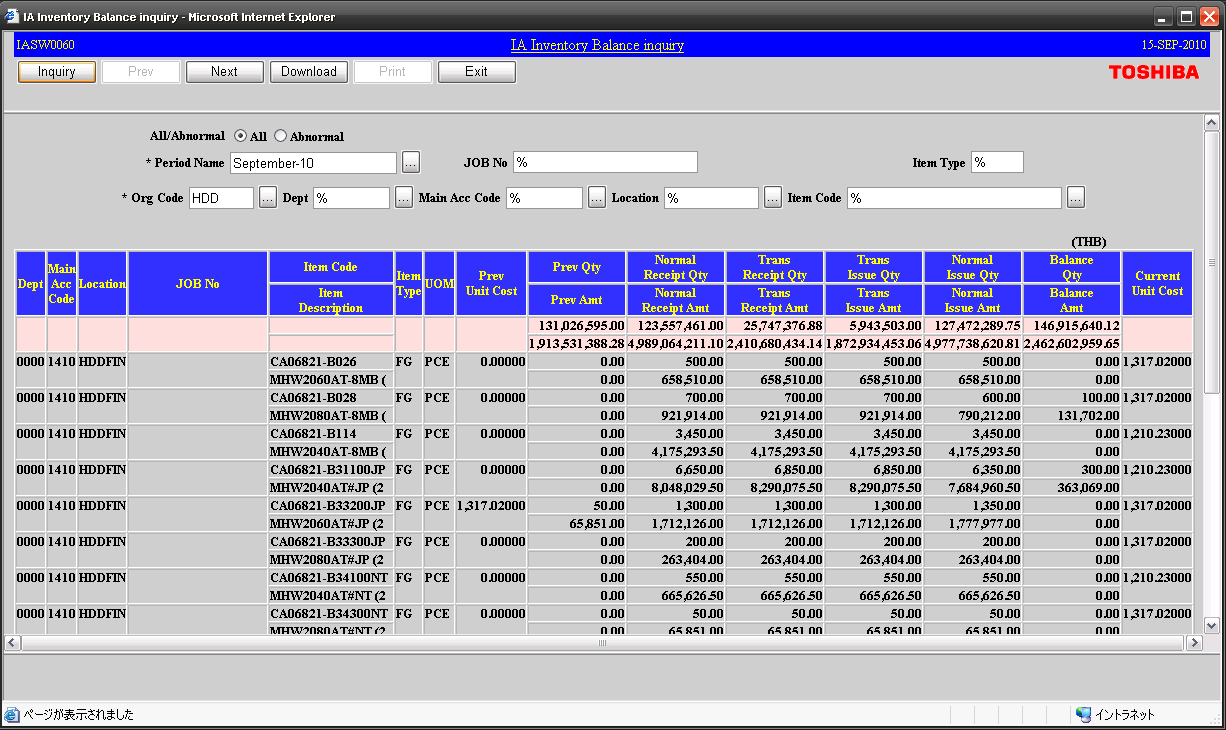 IA Inventory Balance inquiry - Microsoft Internet Explorer
IASW0060 IA Inventory Balance inquiry 15-SEP-2010
Inquiry Prev Next Download Print Exit TOSHIBA
All/Abnormal All Abnormal
* Period Name September-10 ... JOB No % Item Type %
* Org Code HDD ... Dept % ... Main Acc Code % ... Location % ... Item Code % ...
(THB)
Dept Main Acc Code Location JOB No Item Code Item Type UOM Prev Unit Cost Prev Qty Normal Receipt Qty Trans Receipt Qty Trans Issue Qty Normal Issue Qty Balance Qty Current Unit Cost
Item Description Prev Amt Normal Receipt Amt Trans Receipt Amt Trans Issue Amt Normal Issue Amt Balance Amt
131,026,595.00 123,557,461.00 25,747,376.88 5,943,503.00 127,472,289.75 146,915,640.12
1,913,531,388.28 4,989,064,211.10 2,410,680,434.14 1,872,934,453.06 4,977,738,620.81 2,462,602,959.65
0000 1410 HDDFIN CA06821-B026 FG PCE 0.00000 0.00 500.00 500.00 500.00 500.00 0.00 1,317.02000
MHW2060AT-8MB ( 0.00 658,510.00 658,510.00 658,510.00 658,510.00 0.00
0000 1410 HDDFIN CA06821-B028 FG PCE 0.00000 0.00 700.00 700.00 700.00 600.00 100.00 1,317.02000
MHW2080AT-8MB ( 0.00 921,914.00 921,914.00 921,914.00 790,212.00 131,702.00
0000 1410 HDDFIN CA06821-B114 FG PCE 0.00000 0.00 3,450.00 3,450.00 3,450.00 3,450.00 0.00 1,210.23000
MHW2040AT-8MB ( 0.00 4,175,293.50 4,175,293.50 4,175,293.50 4,175,293.50 0.00
0000 1410 HDDFIN CA06821-B31100JP FG PCE 0.00000 0.00 6,650.00 6,850.00 6,850.00 6,350.00 300.00 1,210.23000
MHW2040AT#JP (2 0.00 8,048,029.50 8,290,075.50 8,290,075.50 7,684,960.50 363,069.00
0000 1410 HDDFIN CA06821-B33200JP FG PCE 1,317.02000 50.00 1,300.00 1,300.00 1,300.00 1,350.00 0.00 1,317.02000
MHW2060AT#JP (2 65,851.00 1,712,126.00 1,712,126.00 1,712,126.00 1,777,977.00 0.00
0000 1410 HDDFIN CA06821-B33300JP FG PCE 0.00000 0.00 200.00 200.00 200.00 200.00 0.00 1,317.02000
MHW2080AT#JP (2 0.00 263,404.00 263,404.00 263,404.00 263,404.00 0.00
0000 1410 HDDFIN CA06821-B34100NT FG PCE 0.00000 0.00 550.00 550.00 550.00 550.00 0.00 1,210.23000
MHW2040AT#NT (2 0.00 665,626.50 665,626.50 665,626.50 665,626.50 0.00
0000 1410 HDDFIN CA06821-B34300NT FG PCE 0.00000 0.00 50.00 50.00 50.00 50.00 0.00 1,317.02000
MHW2080AT#NT (2 0.00 65,851.00 65,851.00 65,851.00 65,851.00 0.00
ページが表示されました イントラネット